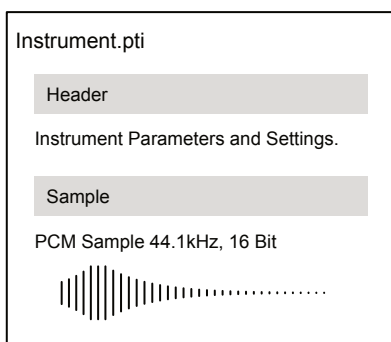 Instrument.pti
Header
Instrument Parameters and Settings.
Sample
PCM Sample 44.1kHz, 16 Bit